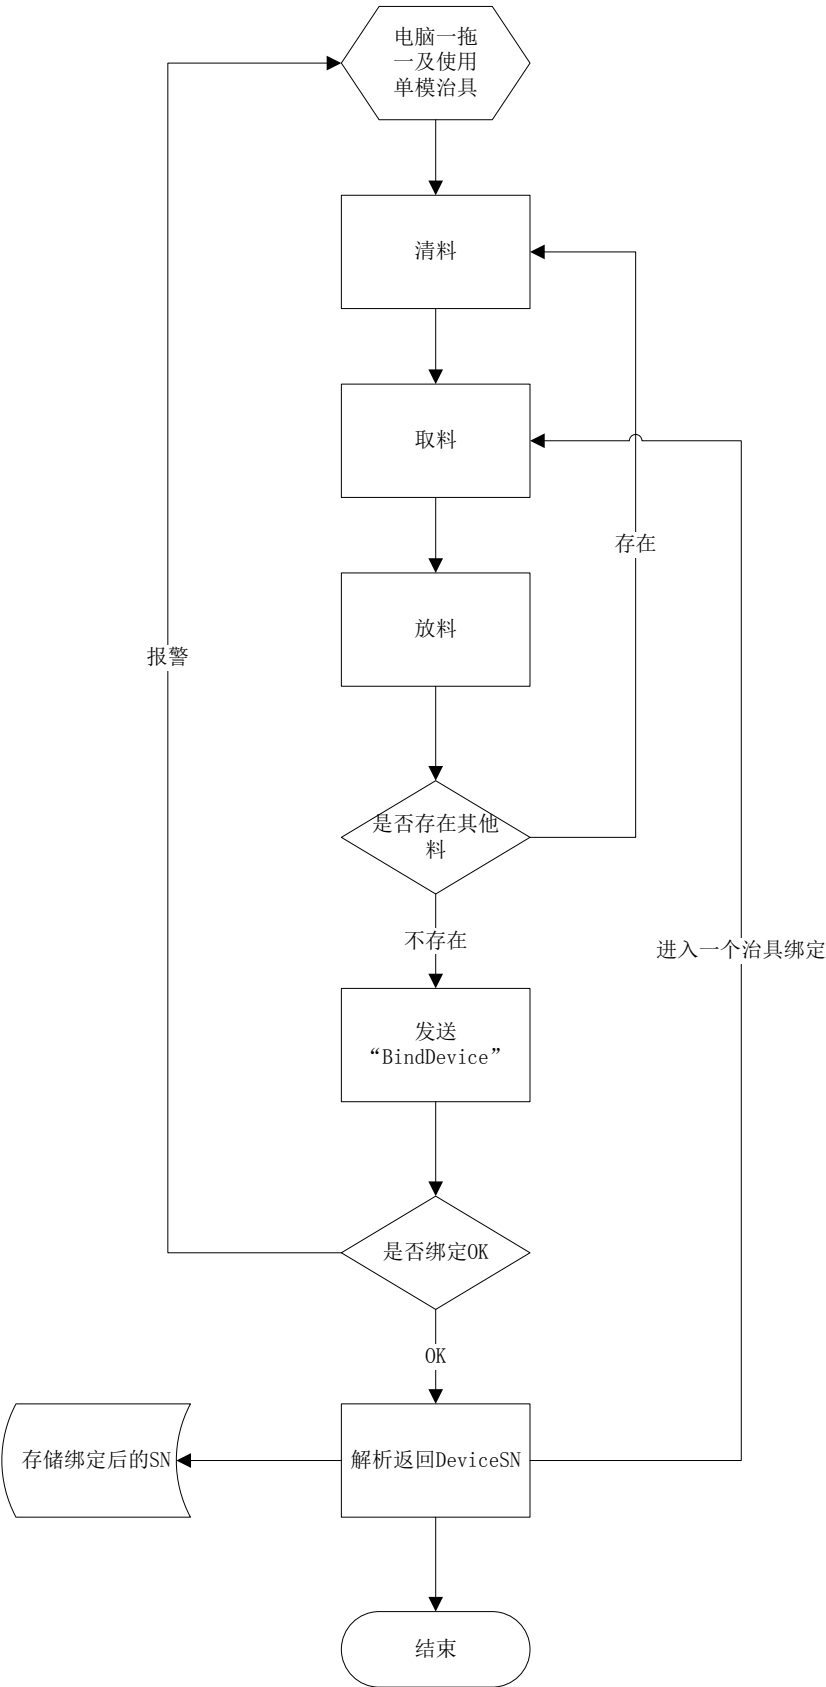 电脑一拖
一及使用
单模治具
清料
取料
存在
放料
报警
是否存在其他
料
不存在
进入一个治具绑定
发送
“BindDevice”
是否绑定OK
OK
存储绑定后的SN
解析返回DeviceSN
结束